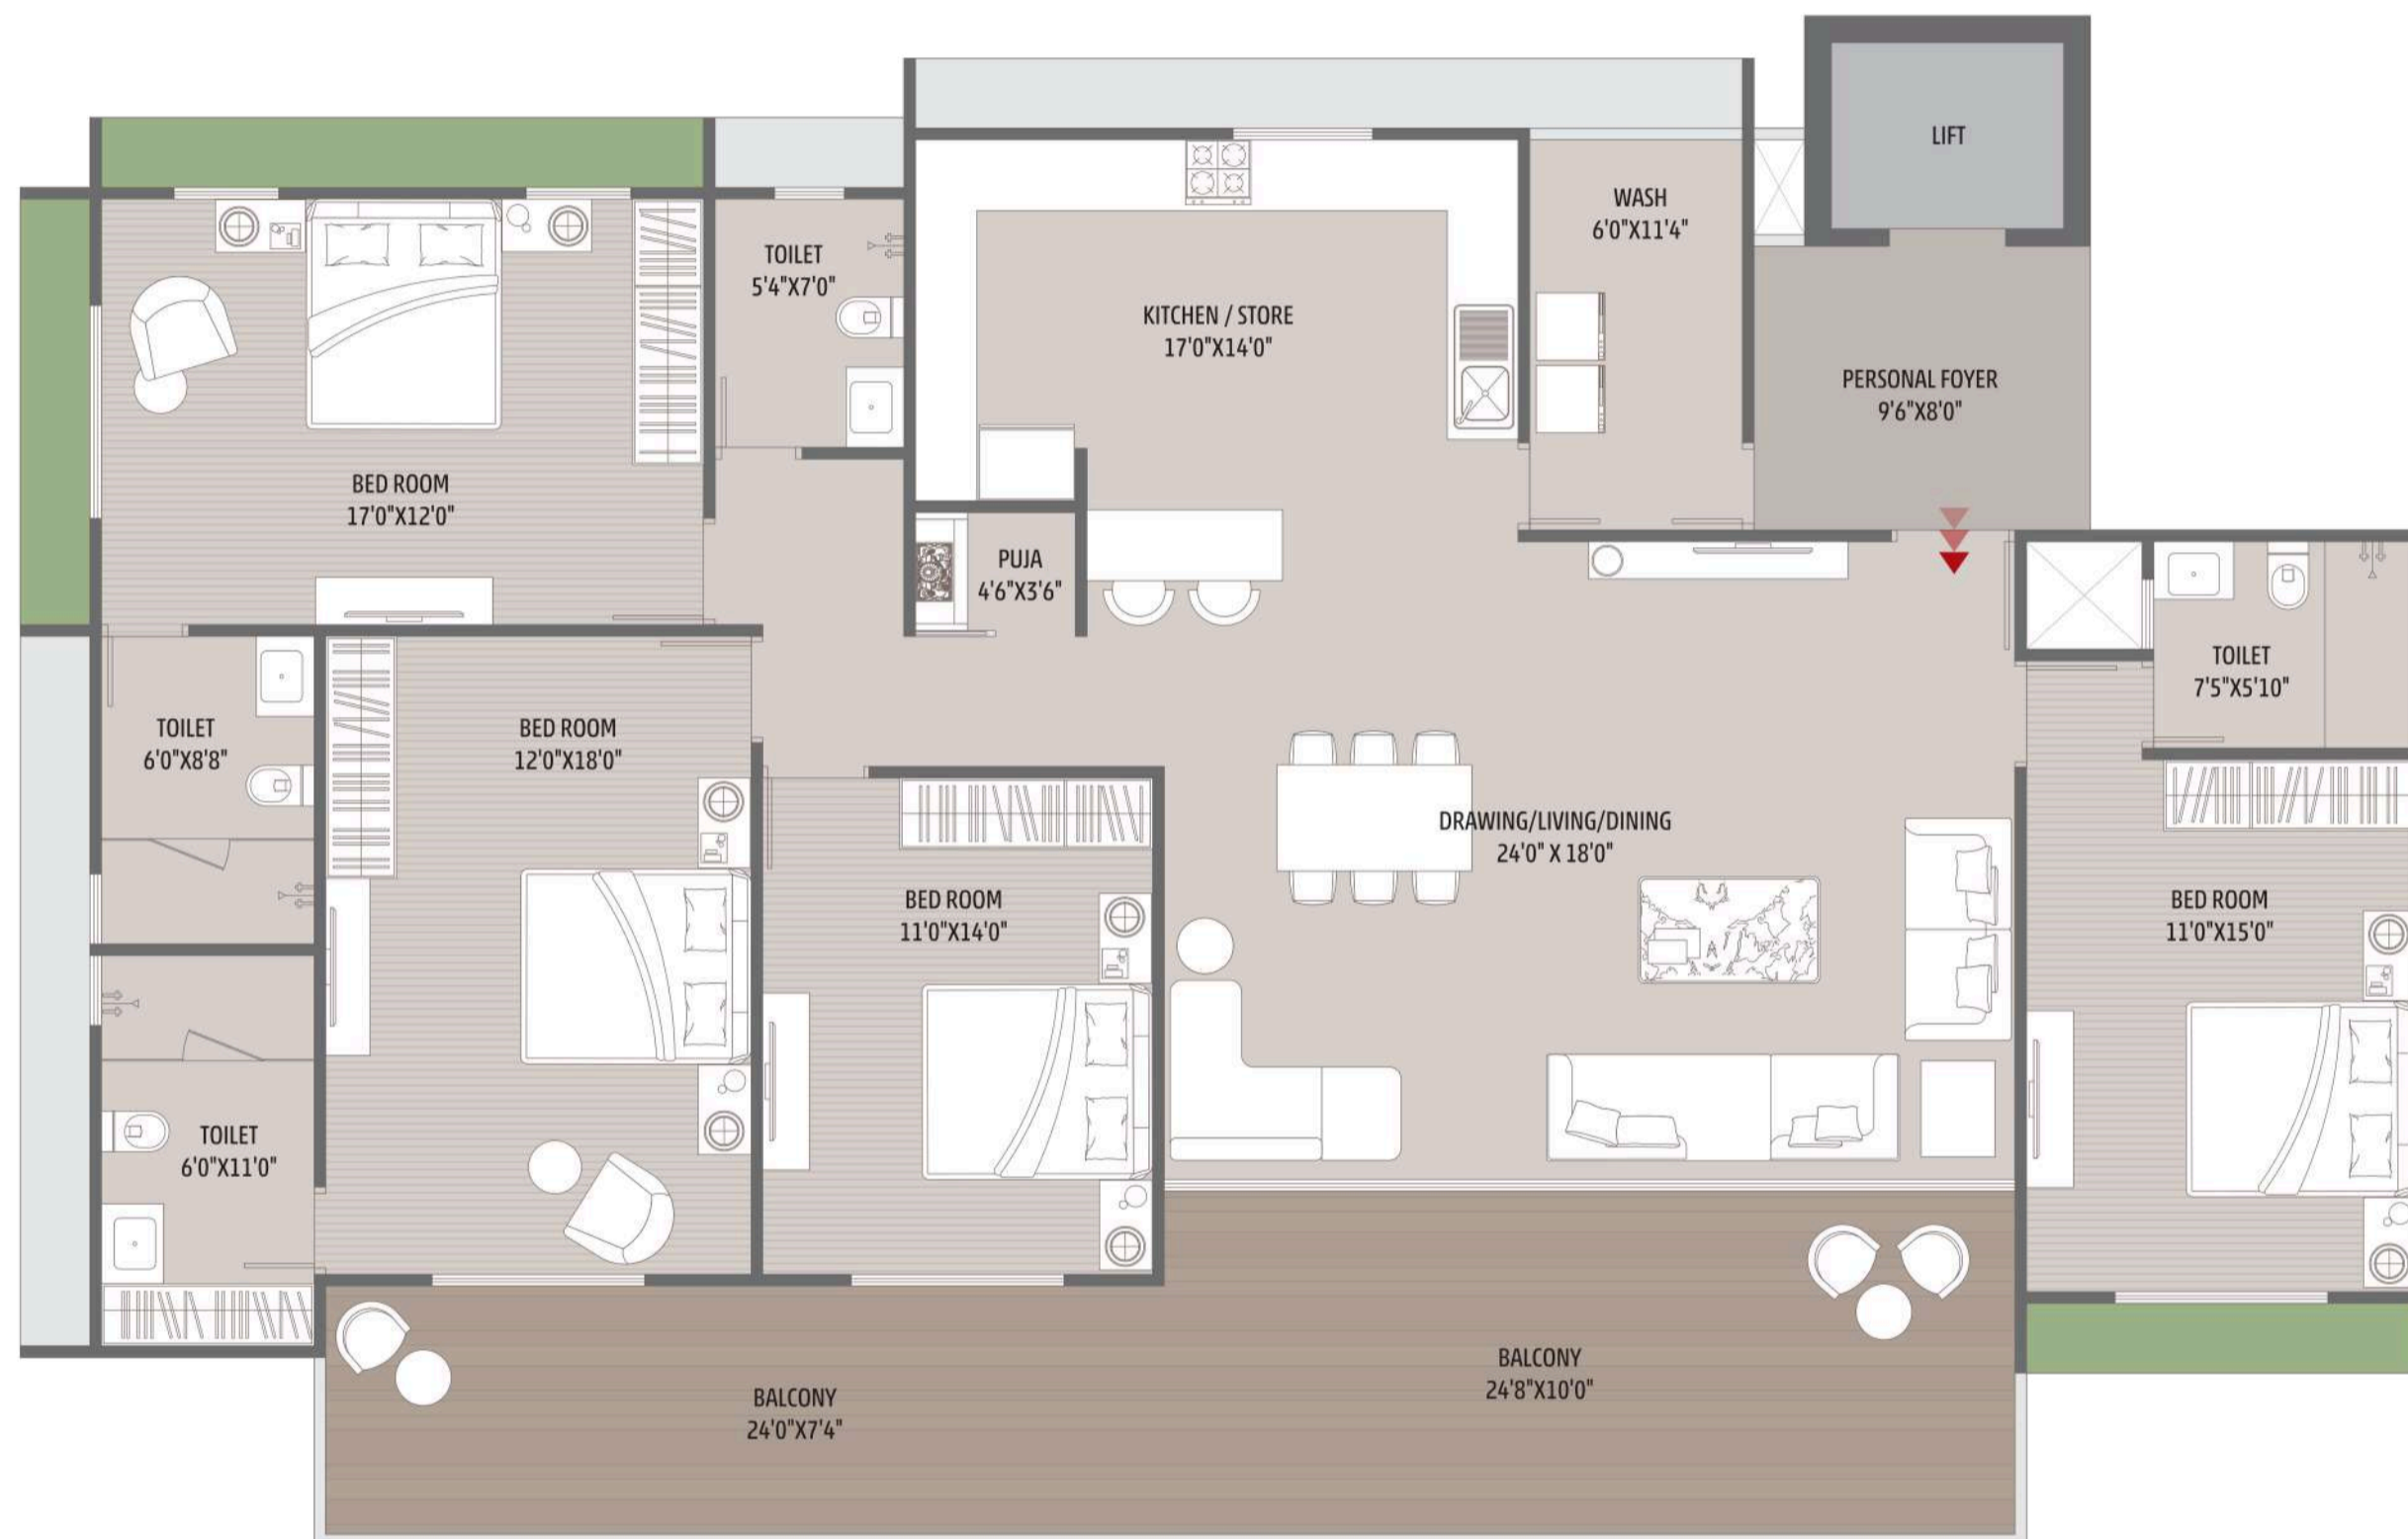 LIFT
WASH
6'0"X11'4"
TOILET
5'4"X7'0"
KITCHEN / STORE
17'0"X14'0"
PERSONAL FOYER
9'6"X8'0"
BED ROOM
17'0"X12'0"
PUJA
4'6"X3'6"
TOILET
7'5"X5'10"
TOILET
6'0"X8'8"
BED ROOM
12'0"X18'0"
DRAWING/LIVING/DINING
24'0" X 18'0"
BED ROOM
11'0"X14'0"
BED ROOM
11'0"X15'0"
TOILET
6'0"X11'0"
BALCONY
24'8"X10'0"
BALCONY
24'0"X7'4"